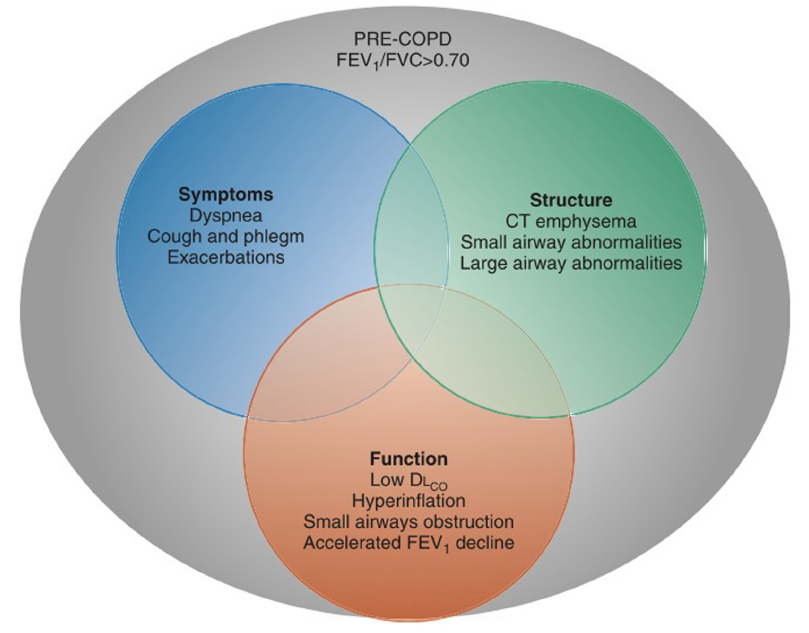 PRE-COPD
FEV₁/FVC>0.70
Symptoms
Dyspnea
Cough and phlegm
Exacerbations
Structure
CT emphysema
Small airway abnormalities
Large airway abnormalities
Function
Low DLCO
Hyperinflation
Small airways obstruction
Accelerated FEV₁ decline